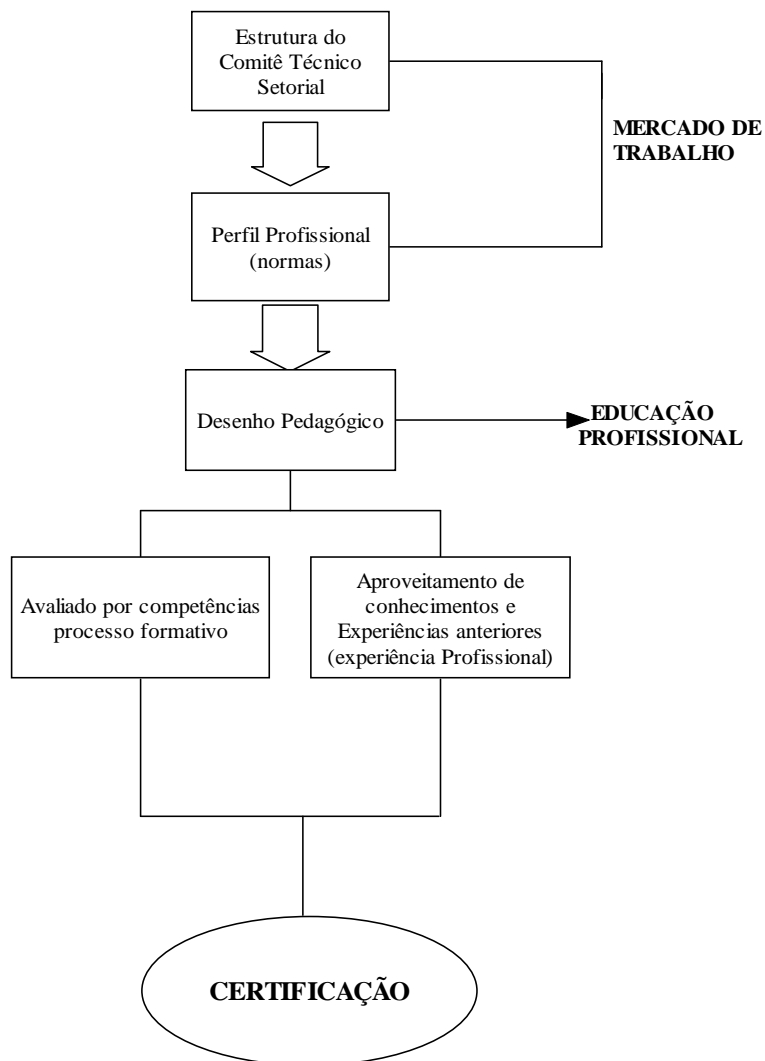 Estrutura do
Comitê Técnico
Setorial
MERCADO DE
TRABALHO
Perfil Profissional
(normas)
Desenho Pedagógico
EDUCAÇÃO
PROFISSIONAL
Avaliado por competências
processo formativo
Aproveitamento de
conhecimentos e
Experiências anteriores
(experiência Profissional)
CERTIFICAÇÃO